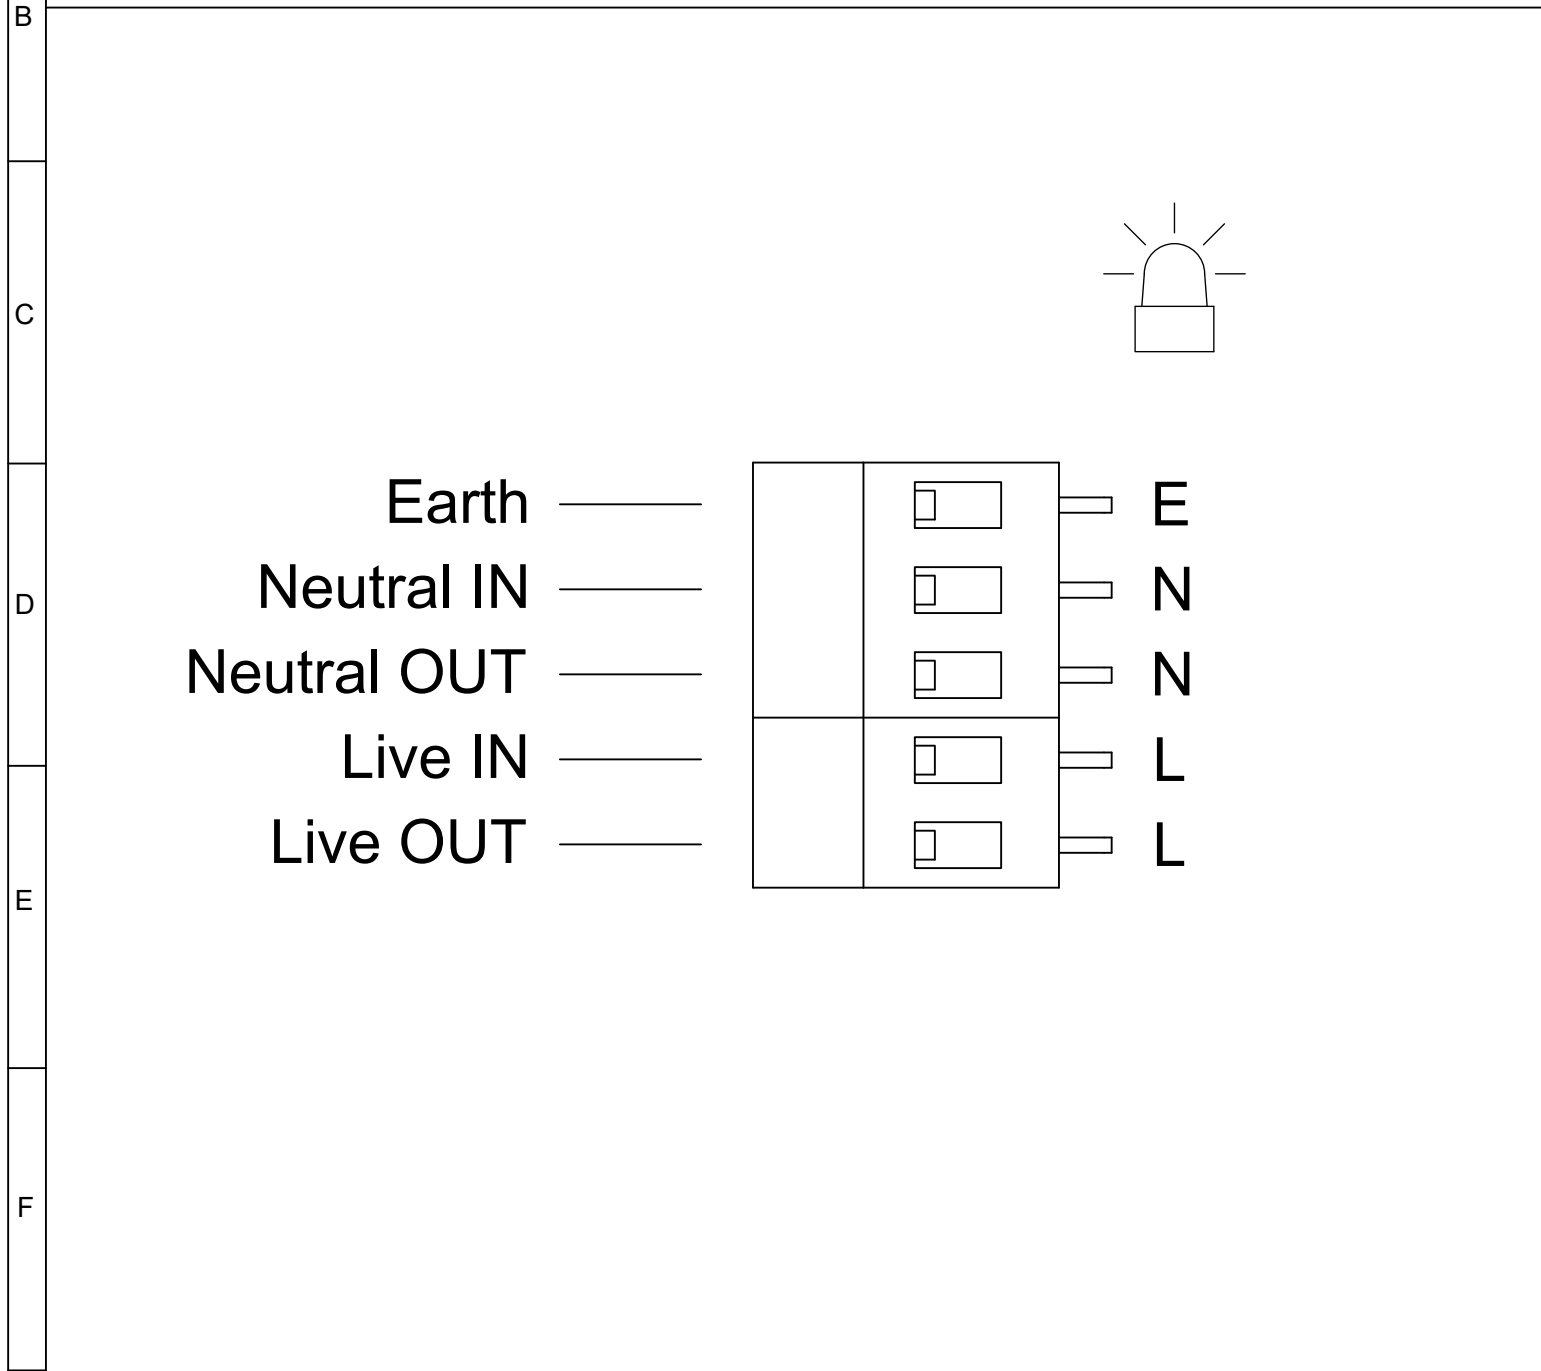 B
C
Earth E
Neutral IN N
D
Neutral OUT N
Live IN L
Live OUT L
E
F